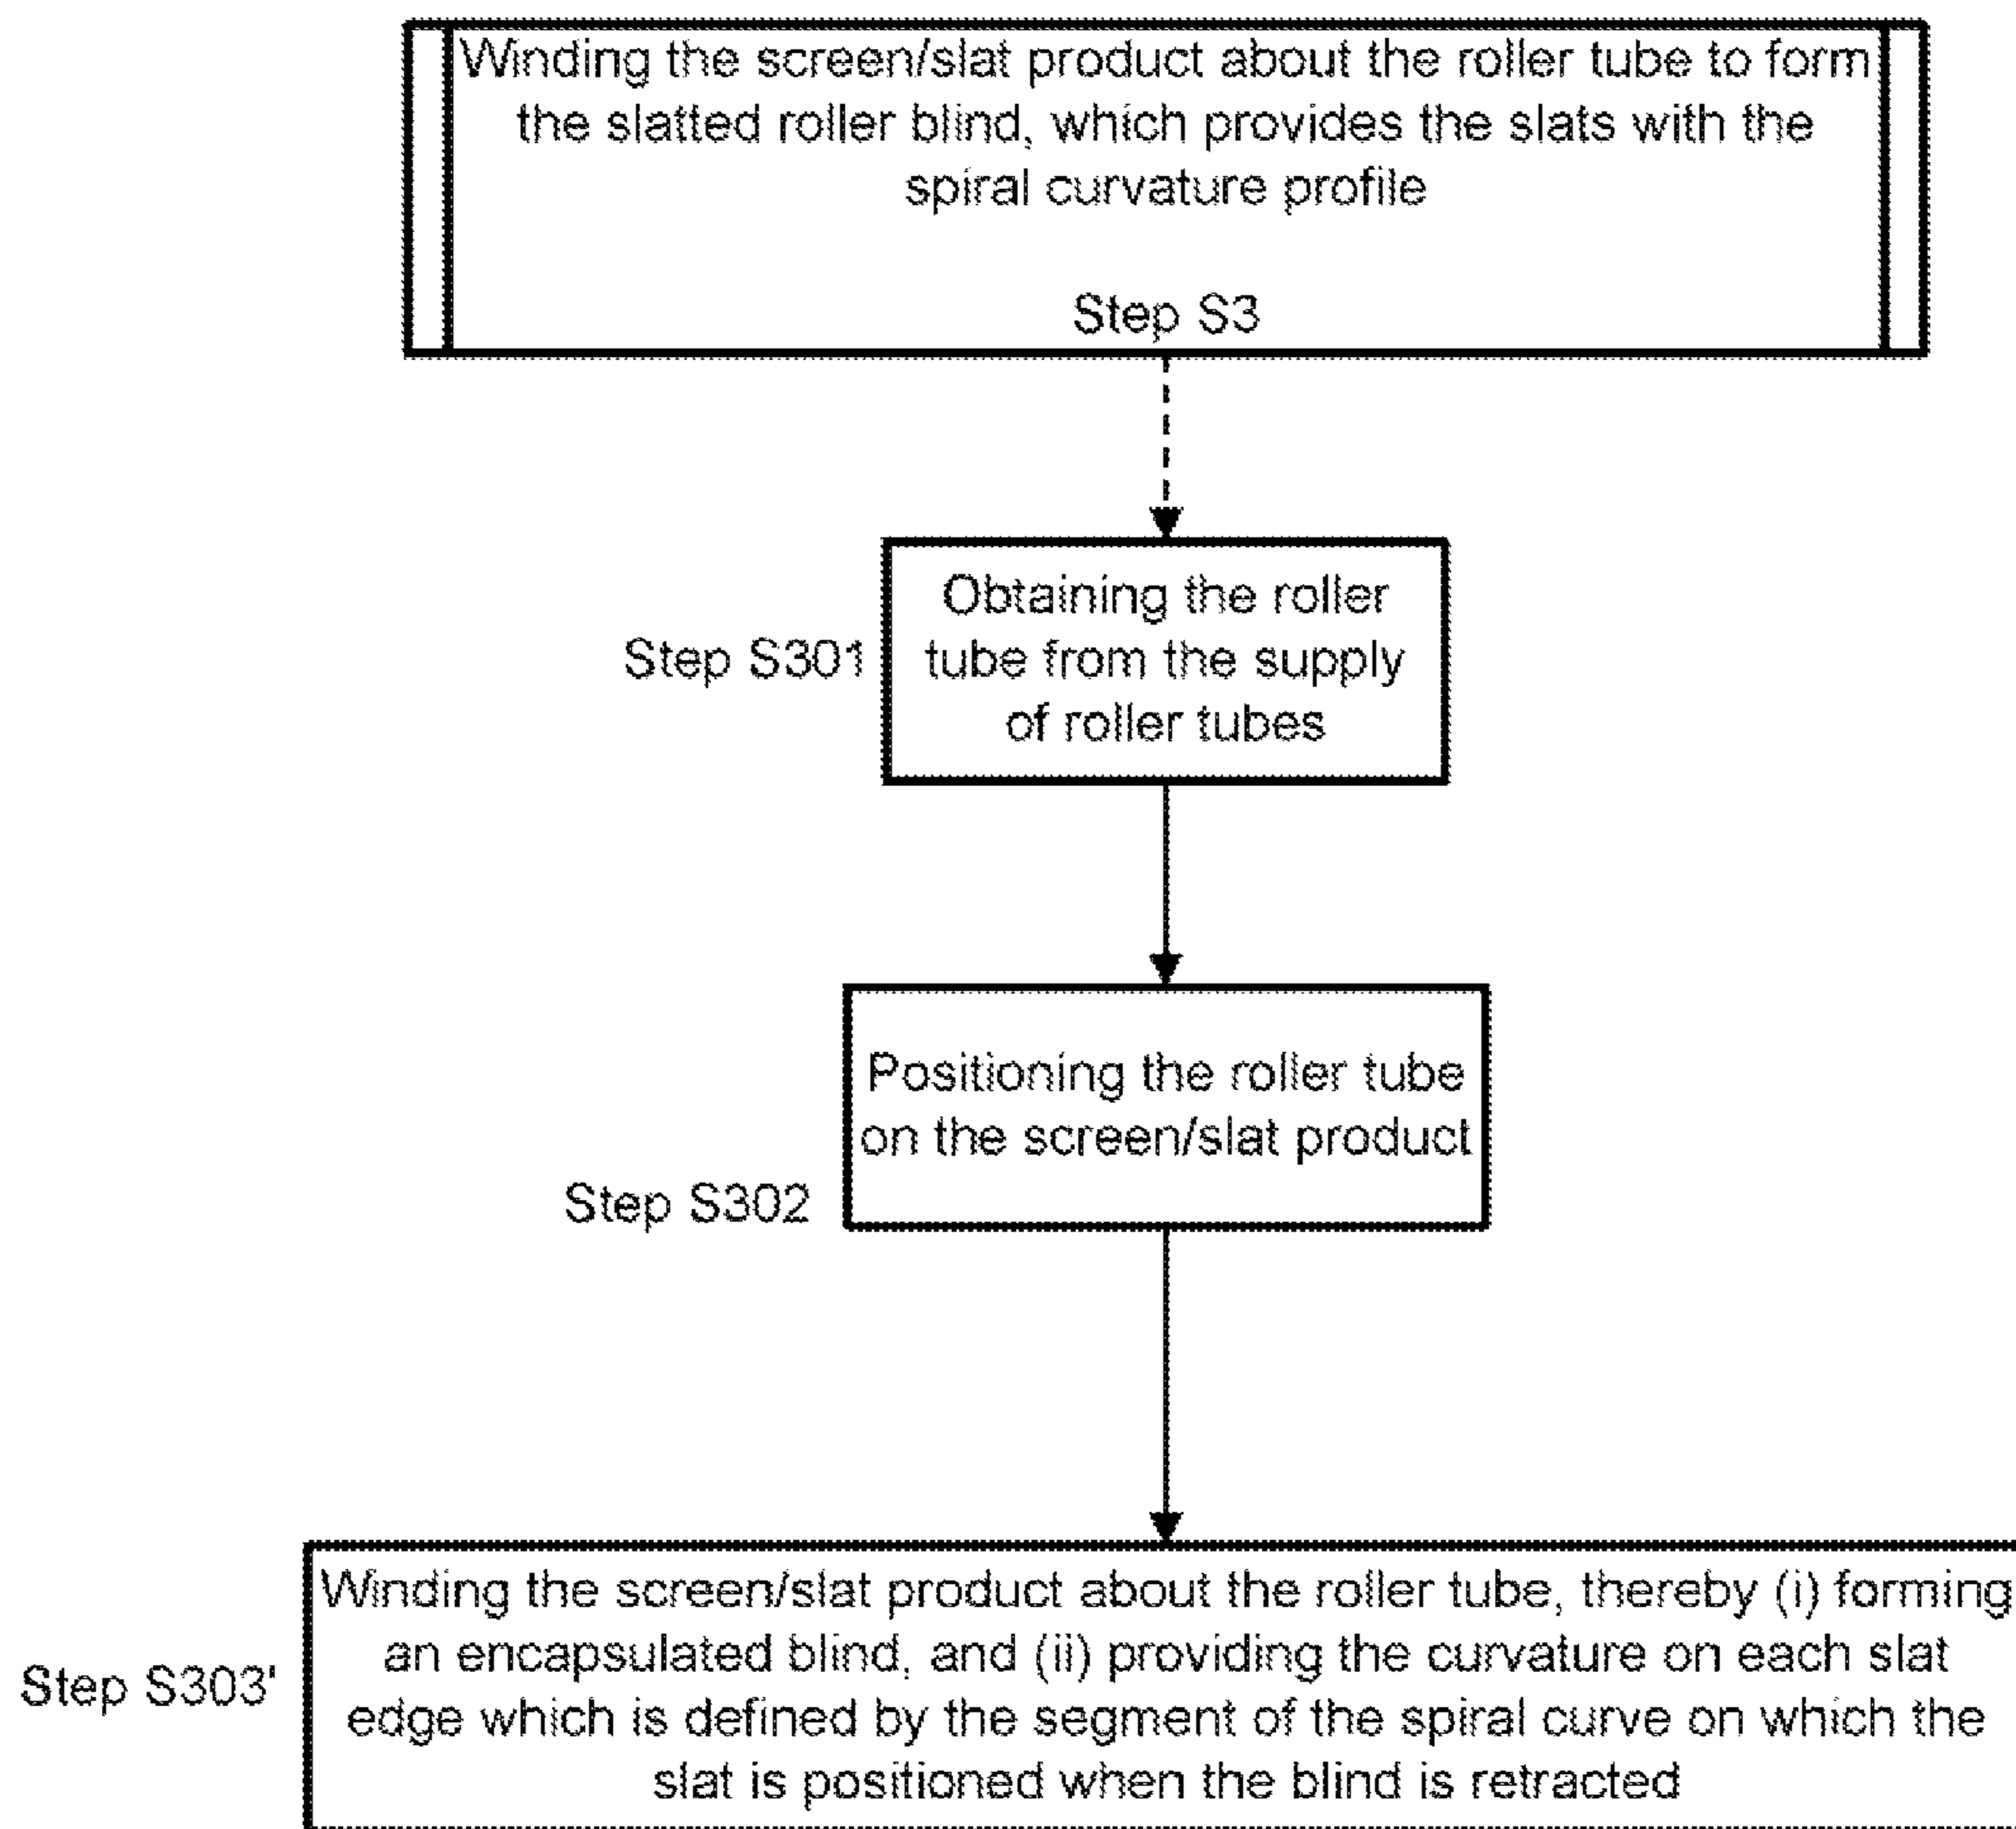 Winding the screen/slat product about the roller tube to form
the slatted roller blind, which provides the slats with the
spiral curvature profile
Step S3
Step S301
Obtaining the roller
tube from the supply
of roller tubes
Positioning the roller tube
on the screen/slat product
Step S302
Winding the screen/slat product about the roller tube, thereby (i) forming
an encapsulated blind, and (ii) providing the curvature on each slat
edge which is defined by the segment of the spiral curve on which the
slat is positioned when the blind is retracted
Step S303'